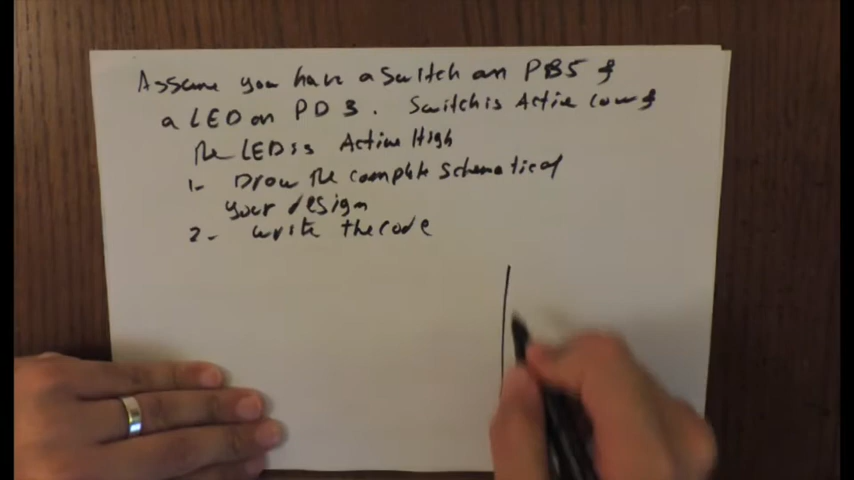 Assume you have a switch on PB5 &
a LED on PD3. Switch is Active low &
the LED is Active High
1- Draw the complete schematic of
your design
2- write the code